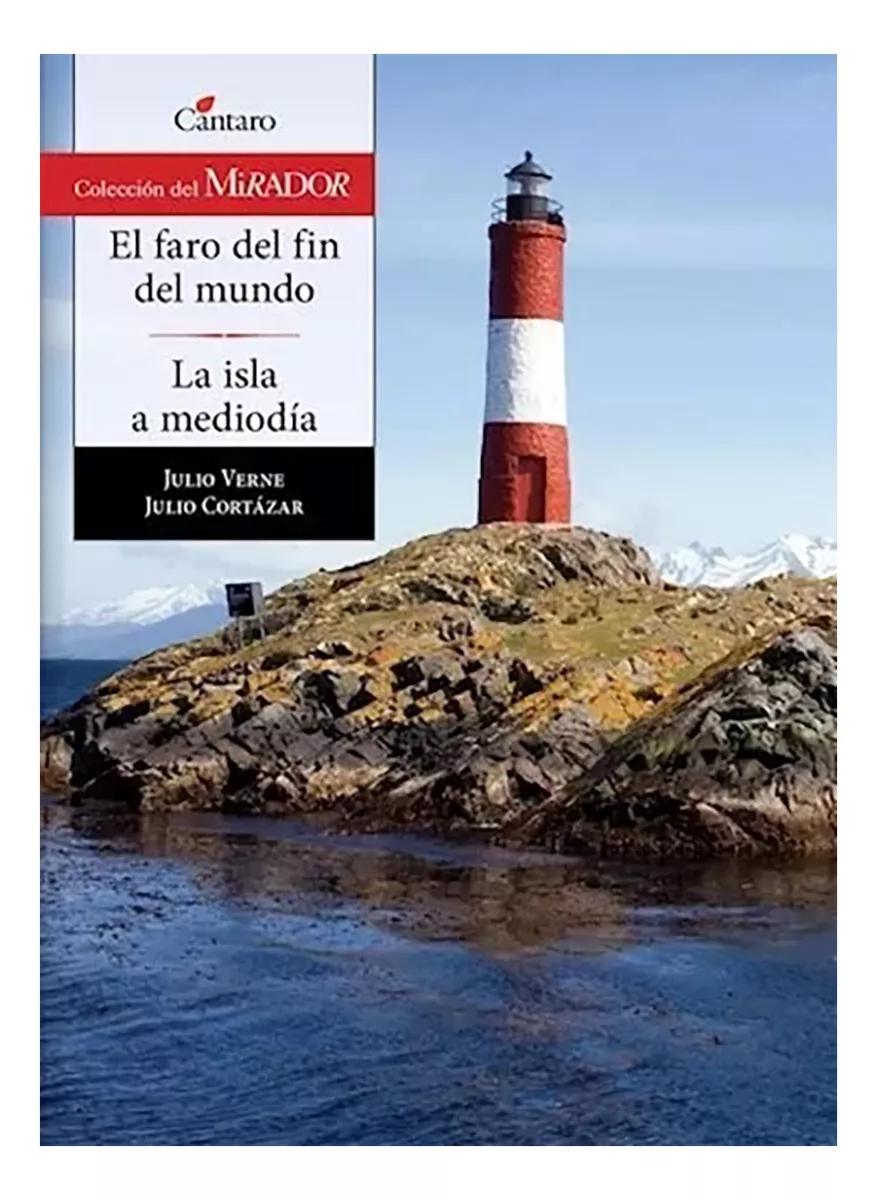 Cántaro
Colección del MiRADOR
El faro del fin
del mundo
La isla
a mediodía
JULIO VERNE
JULIO CORTÁZAR